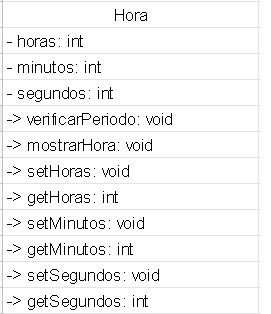 Hora
- horas: int
- minutos: int
- segundos: int
-> verificarPeriodo: void
-> mostrarHora: void
-> setHoras: void
-> getHoras: int
-> setMinutos: void
-> getMinutos: int
-> setSegundos: void
-> getSegundos: int